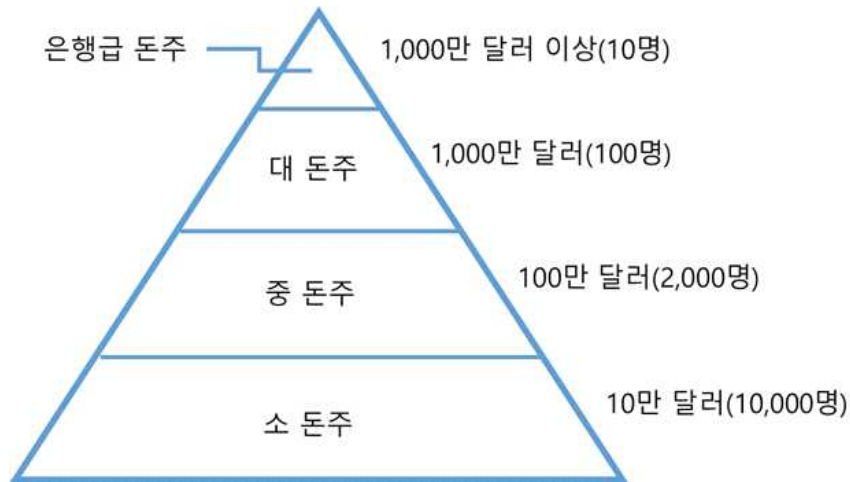 은행급 돈주
1,000만 달러 이상(10명)
대 돈주
1,000만 달러(100명)
중 돈주
100만 달러(2,000명)
소 돈주
10만 달러(10,000명)